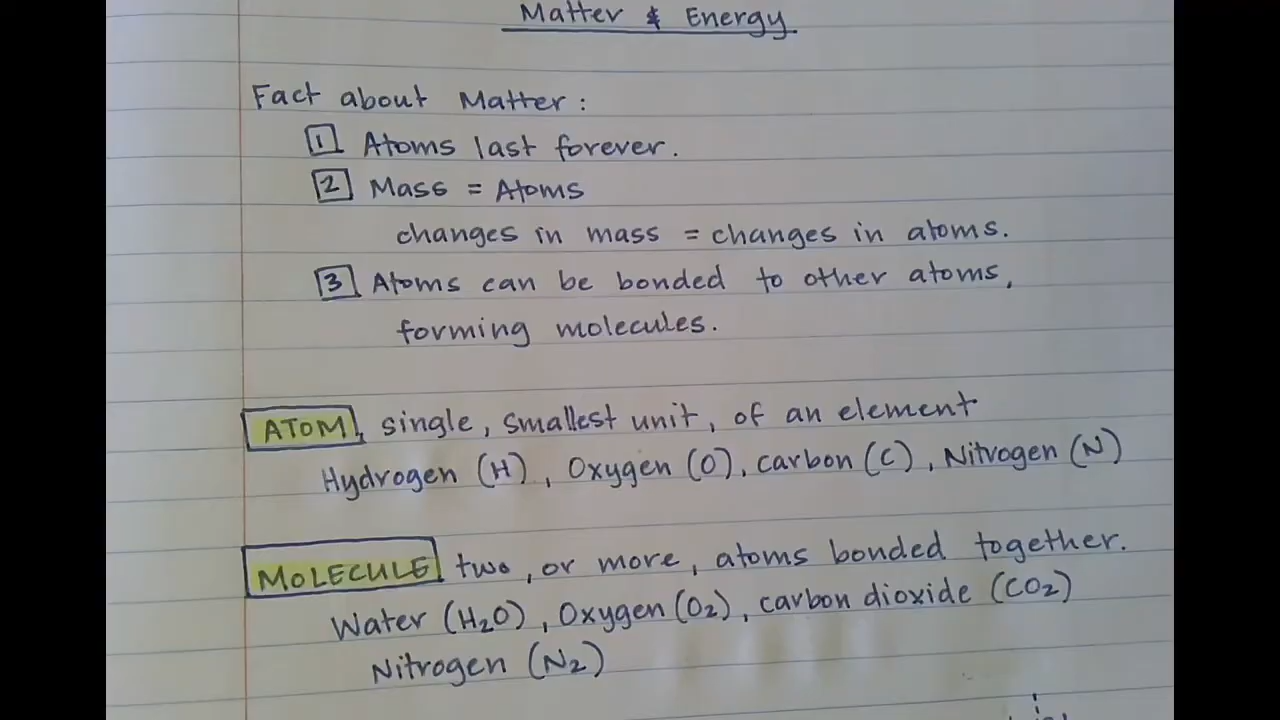 Matter & Energy
Fact about Matter:
1 Atoms last forever.
2 Mass = Atoms
changes in mass = changes in atoms.
3 Atoms can be bonded to other atoms,
forming molecules.
ATOM, single, smallest unit, of an element
Hydrogen (H), Oxygen (O), carbon (C), Nitrogen (N)
MOLECULE two, or more, atoms bonded together.
Water (H₂O), Oxygen (O₂), carbon dioxide (CO₂)
Nitrogen (N₂)